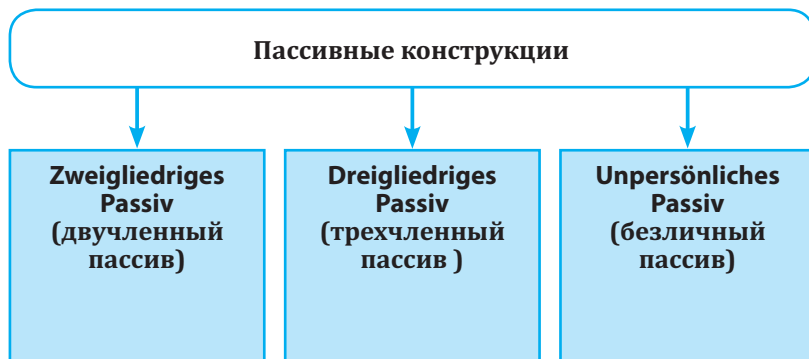 Пассивные конструкции
Zweigliedriges
Passiv
(двучленный
пассив)
Dreigliedriges
Passiv
(трехчленный
пассив )
Unpersönliches
Passiv
(безличный
пассив)